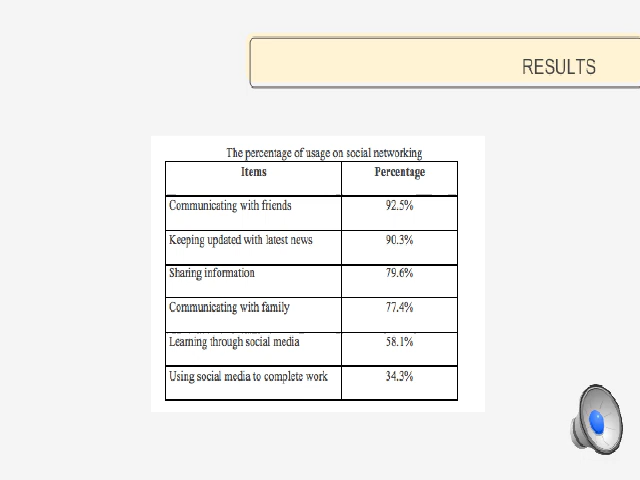 RESULTS
The percentage of usage on social networking
Items Percentage
Communicating with friends 92.5%
Keeping updated with latest news 90.3%
Sharing information 79.6%
Communicating with family 77.4%
Learning through social media 58.1%
Using social media to complete work 34.3%